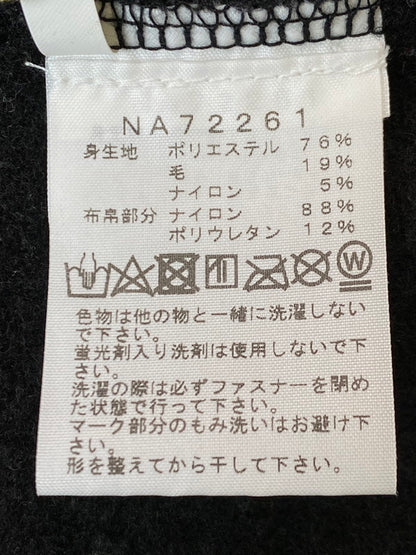 NA72261
身生地 ポリエステル 76%
毛 19%
ナイロン 5%
布帛部分 ナイロン 88%
ポリウレタン 12%
W
色物は他の物と一緒に洗濯しない
で下さい。
蛍光剤入り洗剤は使用しないで下
さい。
洗濯の際は必ずファスナーを閉め
た状態で行って下さい。
マーク部分のもみ洗いはお避け下
さい。
形を整えてから干して下さい。